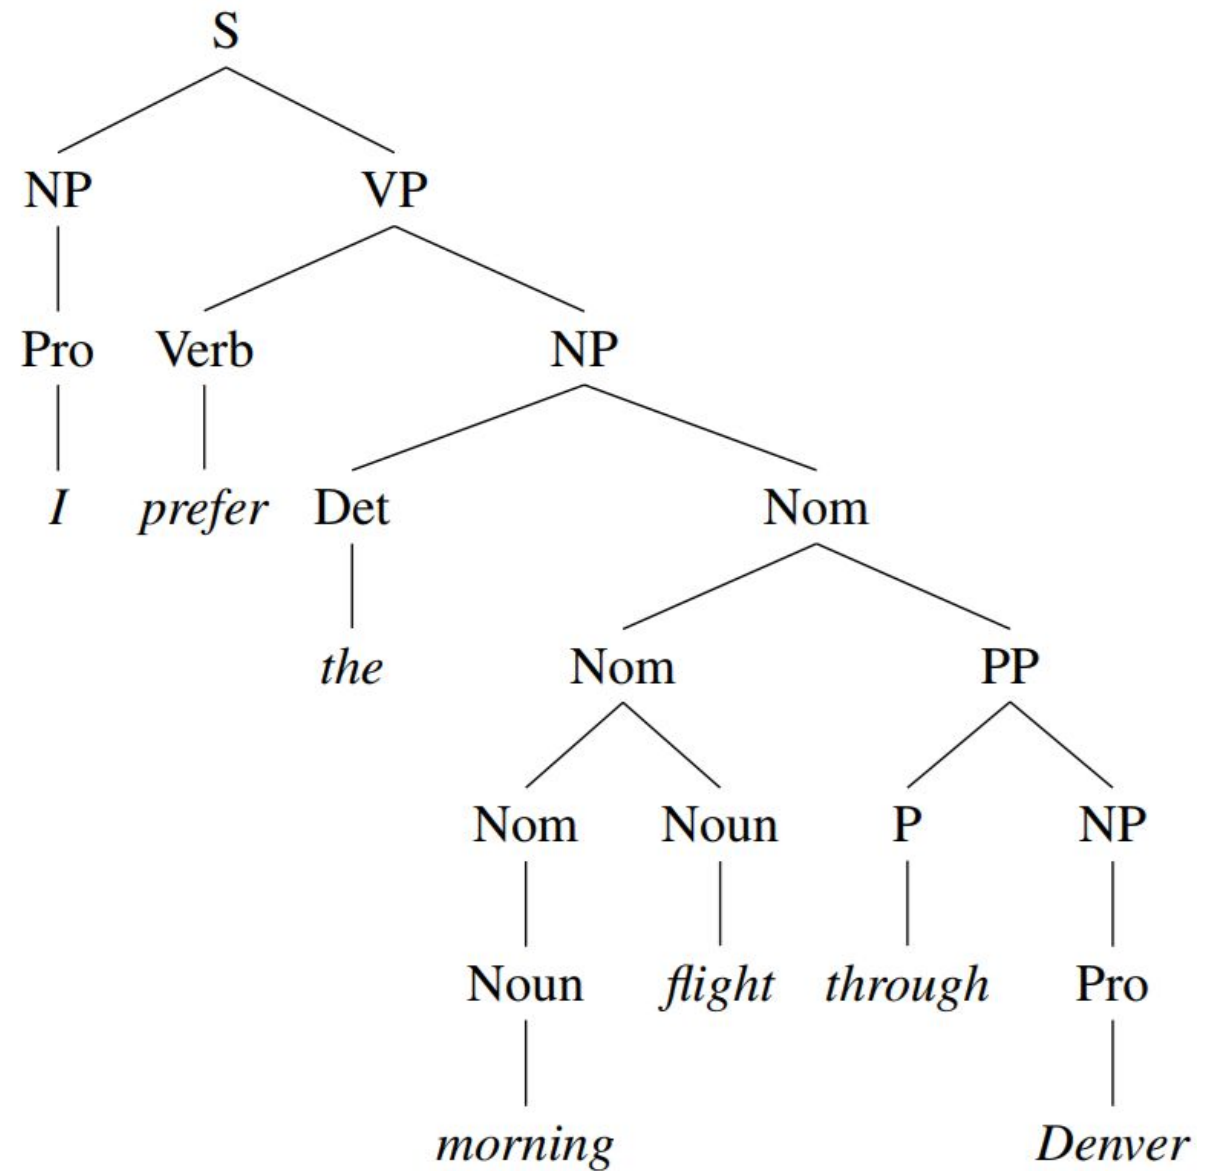 S
NP VP
Pro Verb NP
I prefer Det Nom
the Nom PP
Nom Noun P NP
Noun flight through Pro
morning Denver